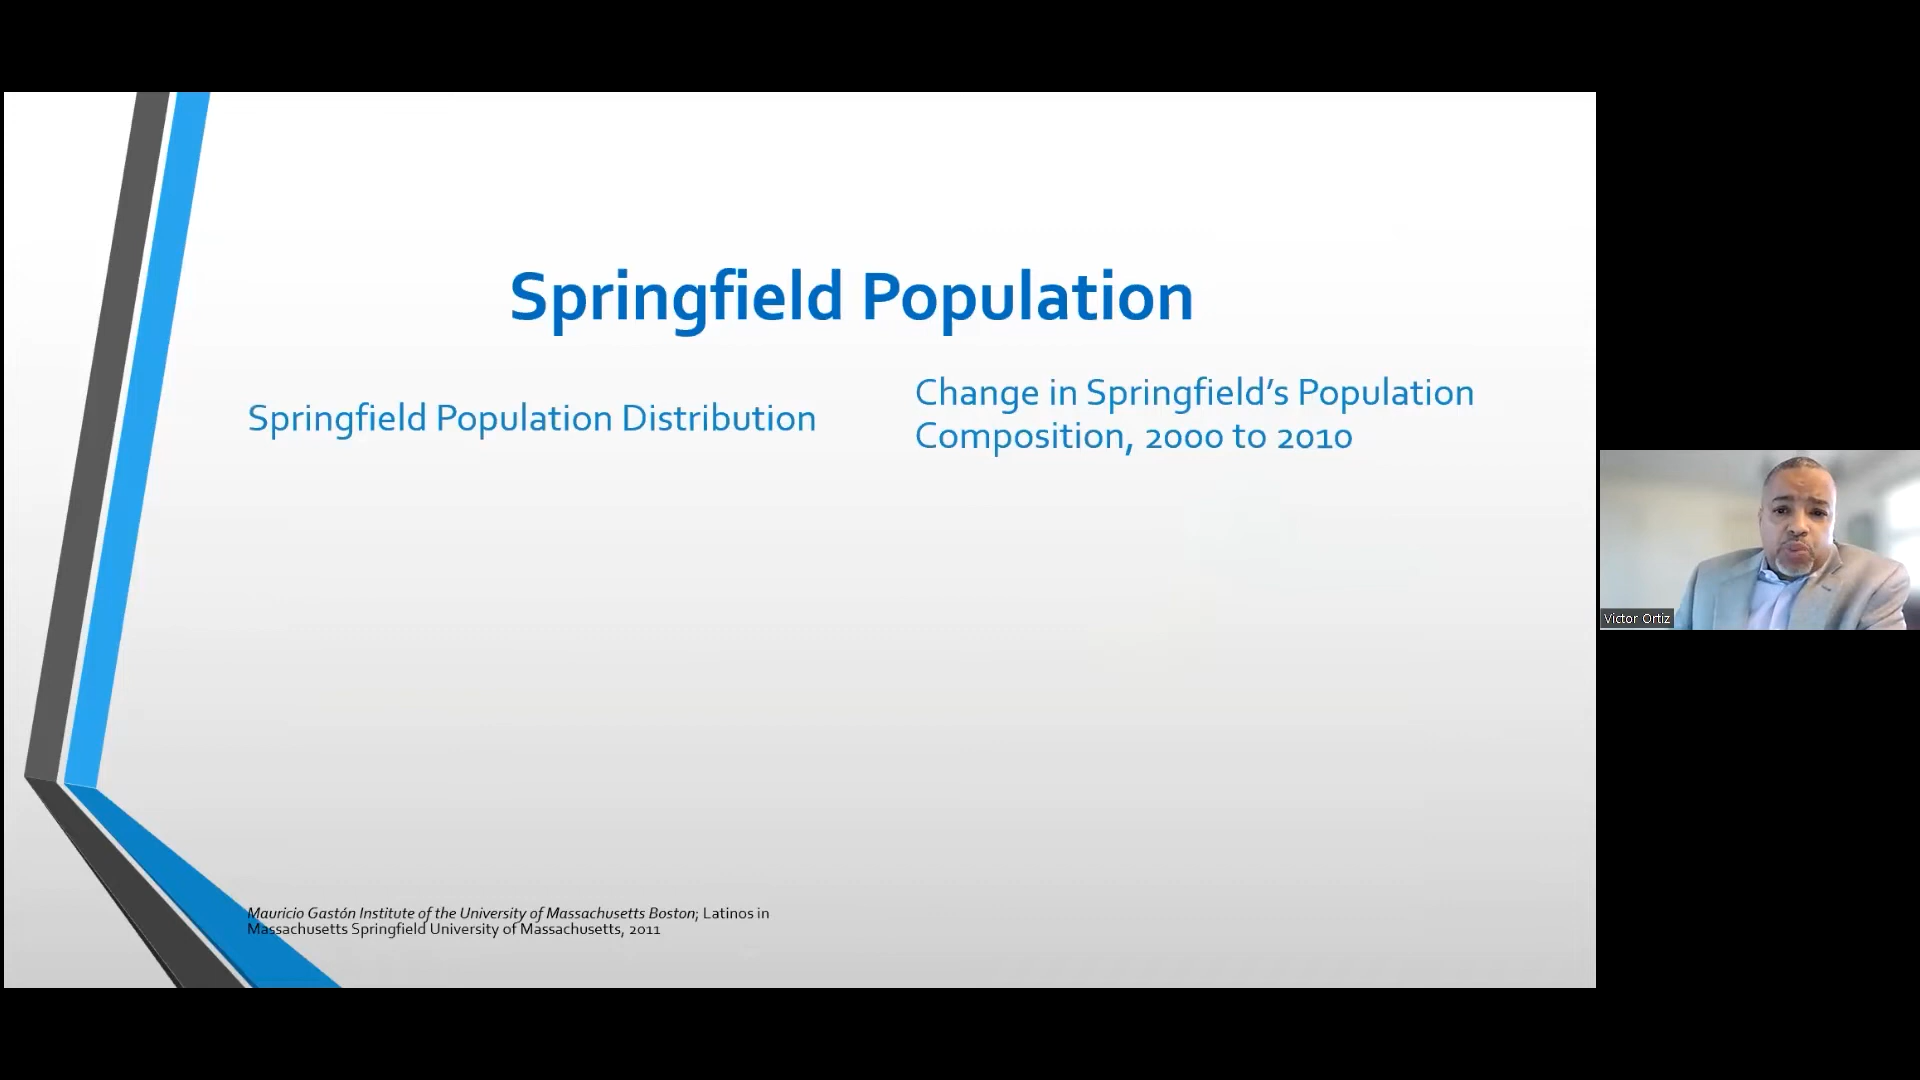 Springfield Population
Springfield Population Distribution
Change in Springfield’s Population
Composition, 2000 to 2010
Mauricio Gastón Institute of the University of Massachusetts Boston; Latinos in
Massachusetts Springfield University of Massachusetts, 2011
Victor Ortiz